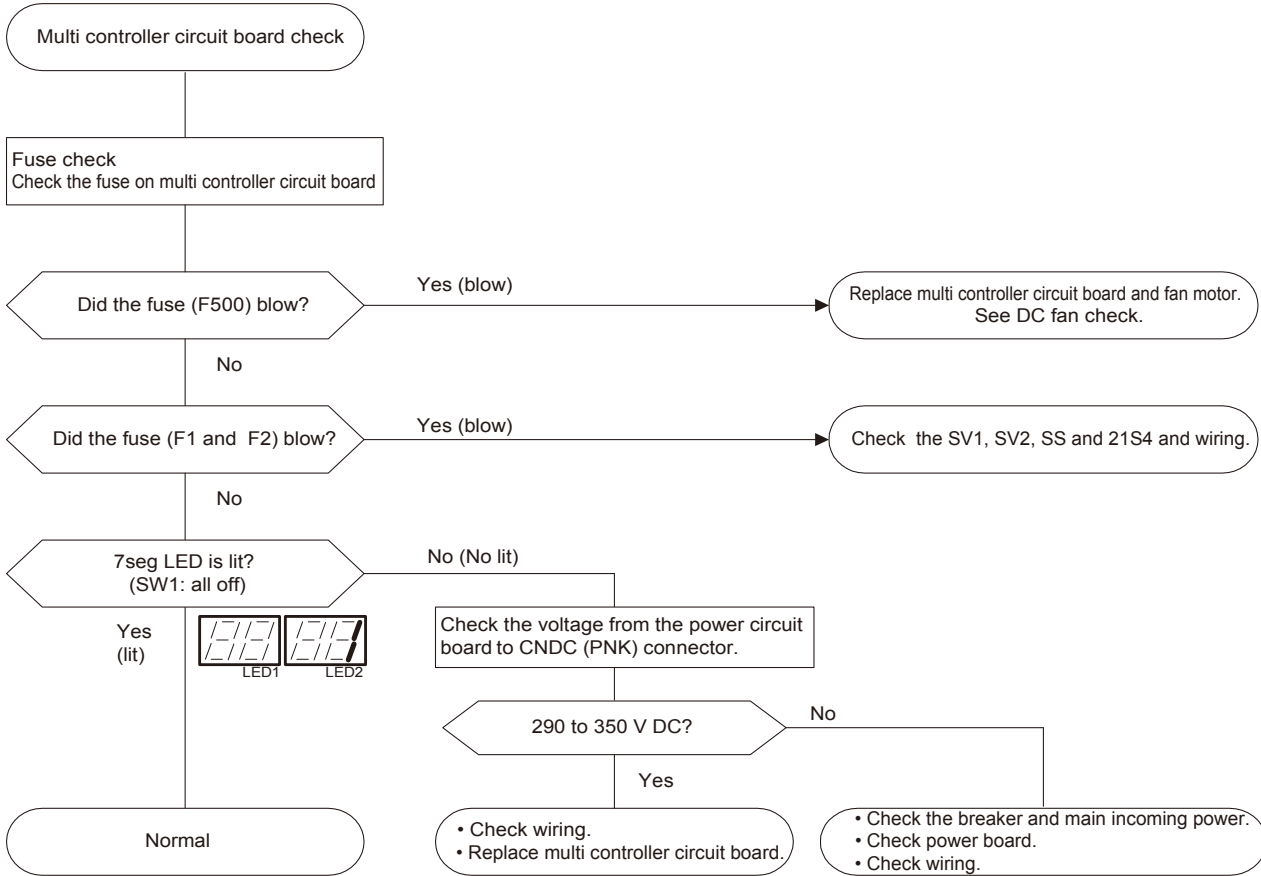 Multi controller circuit board check
Fuse check
Check the fuse on multi controller circuit board
Did the fuse (F500) blow?
Yes (blow)
Replace multi controller circuit board and fan motor.
See DC fan check.
No
Did the fuse (F1 and F2) blow?
Yes (blow)
Check the SV1, SV2, SS and 21S4 and wiring.
No
7seg LED is lit?
(SW1: all off)
No (No lit)
Yes
(lit)
LED1
LED2
Check the voltage from the power circuit
board to CNDC (PNK) connector.
290 to 350 V DC?
No
Yes
Normal
• Check wiring.
• Replace multi controller circuit board.
• Check the breaker and main incoming power.
• Check power board.
• Check wiring.